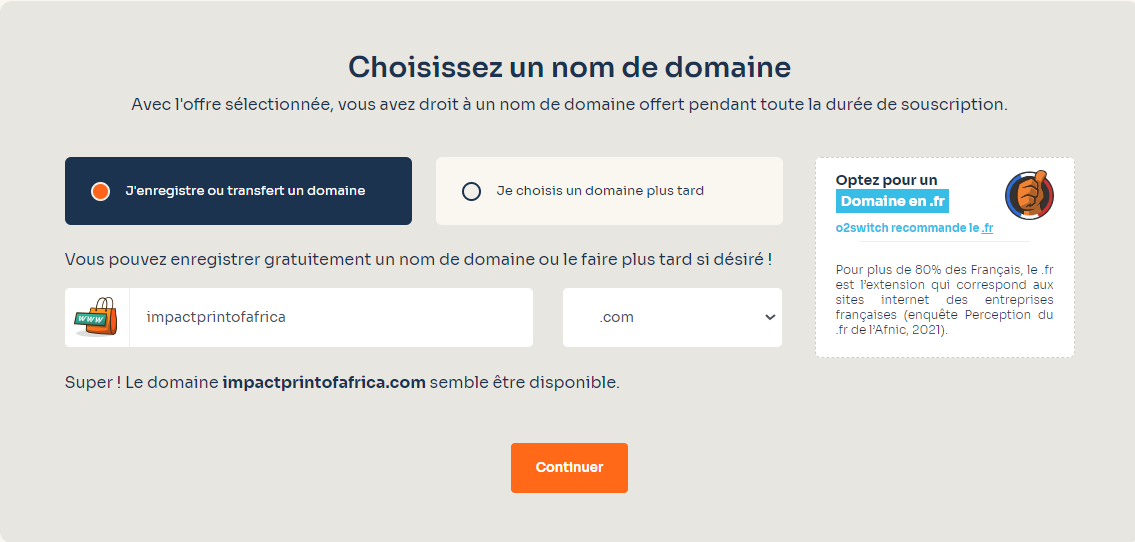 Choisissez un nom de domaine
Avec l'offre sélectionnée, vous avez droit à un nom de domaine offert pendant toute la durée de souscription.
J'enregistre ou transfert un domaine
Je choisis un domaine plus tard
Vous pouvez enregistrer gratuitement un nom de domaine ou le faire plus tard si désiré !
WWW
impactprintofafrica
.com
Super ! Le domaine impactprintofafrica.com semble être disponible.
Optez pour un
Domaine en .fr
o2switch recommande le .fr
Pour plus de 80% des Français, le .fr
est l’extension qui correspond aux
sites internet des entreprises
françaises (enquête Perception du
.fr de l’Afnic, 2021).
Continuer